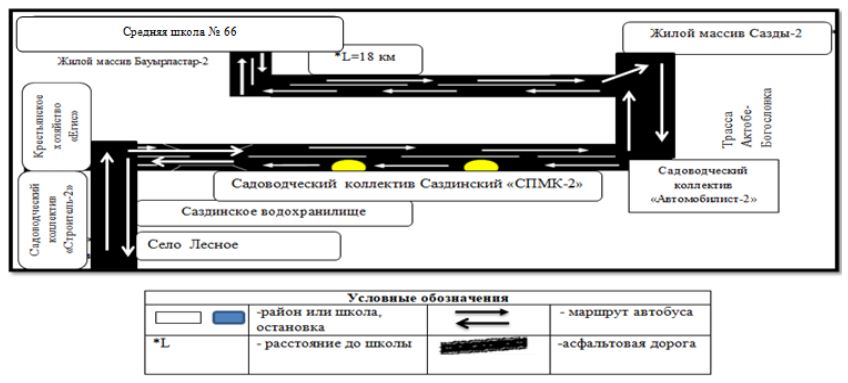 Средняя школа № 66
Жилой массив Сазды-2
Жилой массив Бауырластар-2
*L=18 км
Крестьянское
хозяйство
«Егис»
Трасса
Актобе-
Богословка
Садоводческий
коллектив
«Автомобилист-2»
Садоводческий коллектив Саздинский «СПМК-2»
Садоводческий
коллектив
«Строитель-2»
Саздинское водохранилище
Село Лесное
Условные обозначения
-район или школа,
остановка
- маршрут автобуса
*L
- расстояние до школы
-асфальтовая дорога